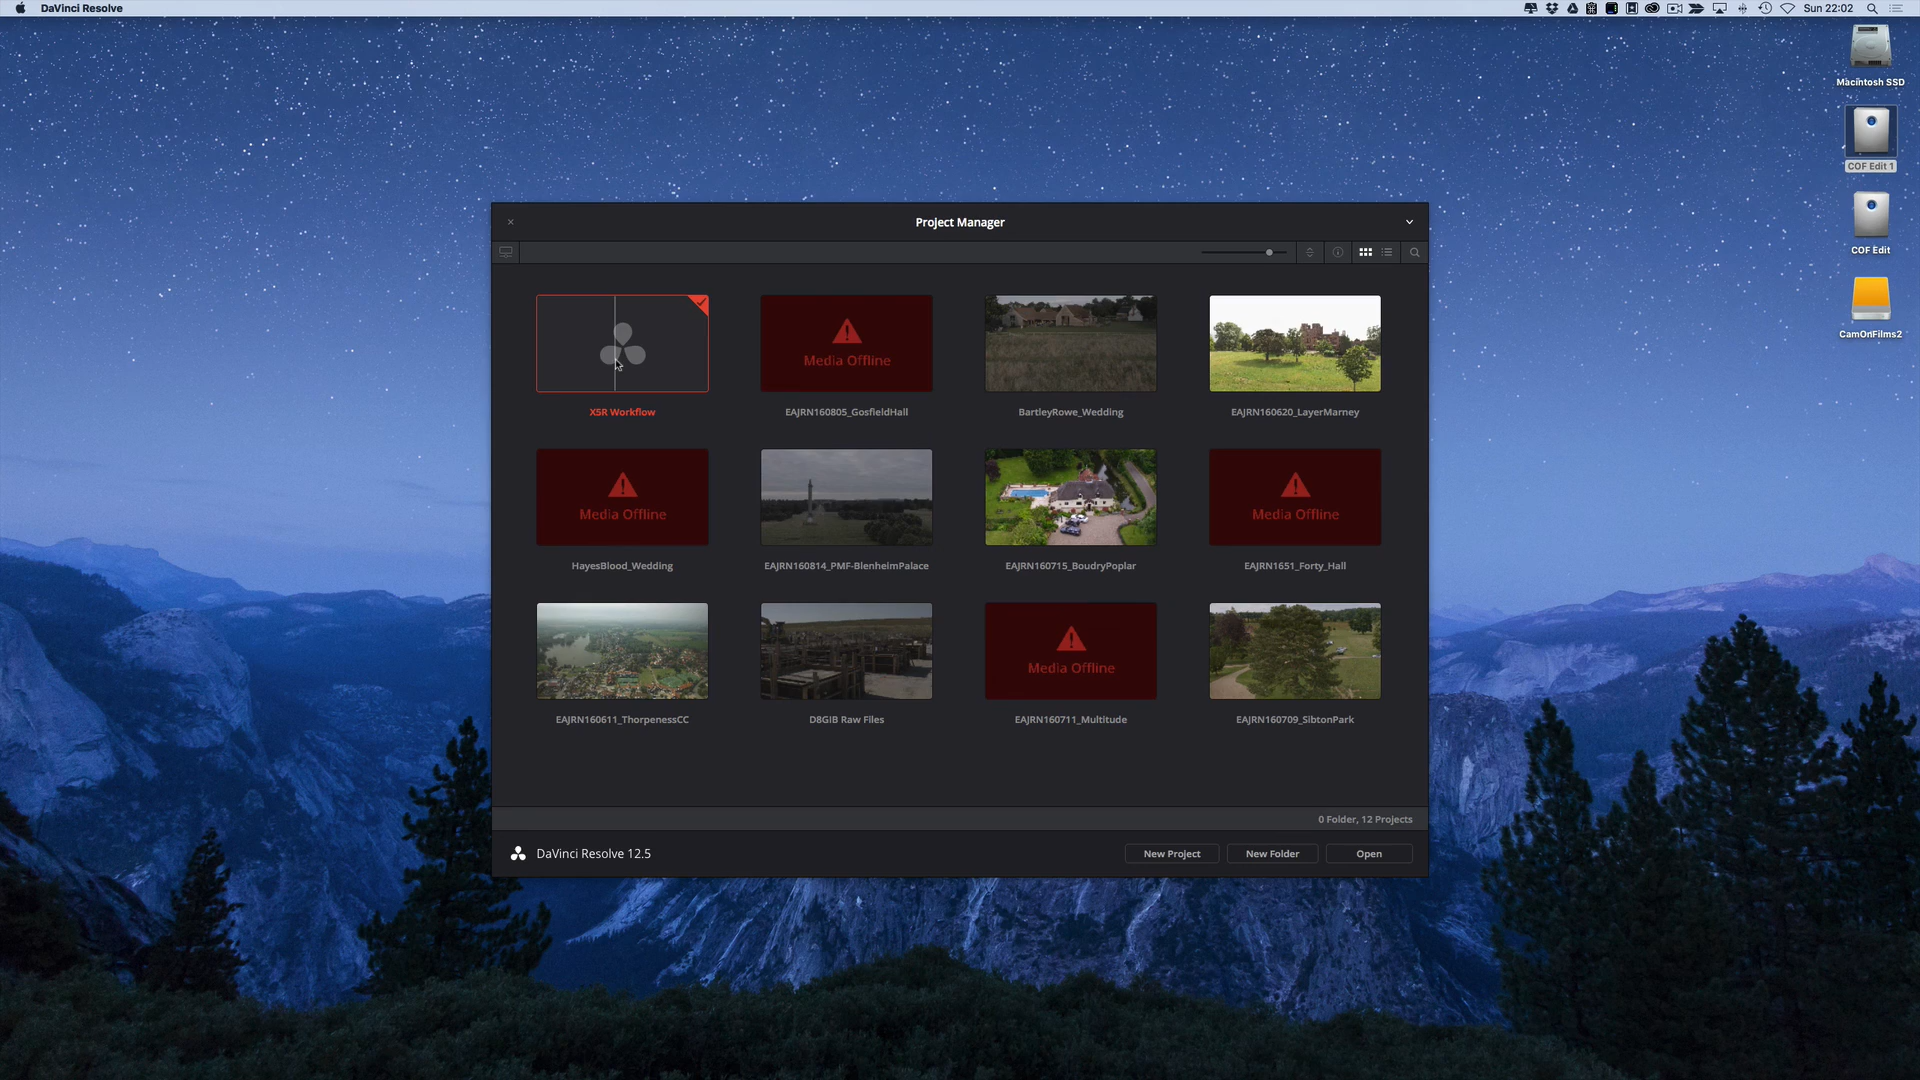 DaVinci Resolve
Sun 22:02
Macintosh SSD
COF Edit 1
COF Edit
CamOnFilms2
Project Manager
Media Offline
X5R Workflow
EAJRN160805_GosfieldHall
BartleyRowe_Wedding
EAJRN160620_LayerMarney
Media Offline
Media Offline
HayesBlood_Wedding
EAJRN160814_PMF-BlenheimPalace
EAJRN160715_BoudryPoplar
EAJRN1651_Forty_Hall
Media Offline
EAJRN160611_ThorpenessCC
D8GIB Raw Files
EAJRN160711_Multitude
EAJRN160709_SibtonPark
0 Folder, 12 Projects
DaVinci Resolve 12.5
New Project
New Folder
Open